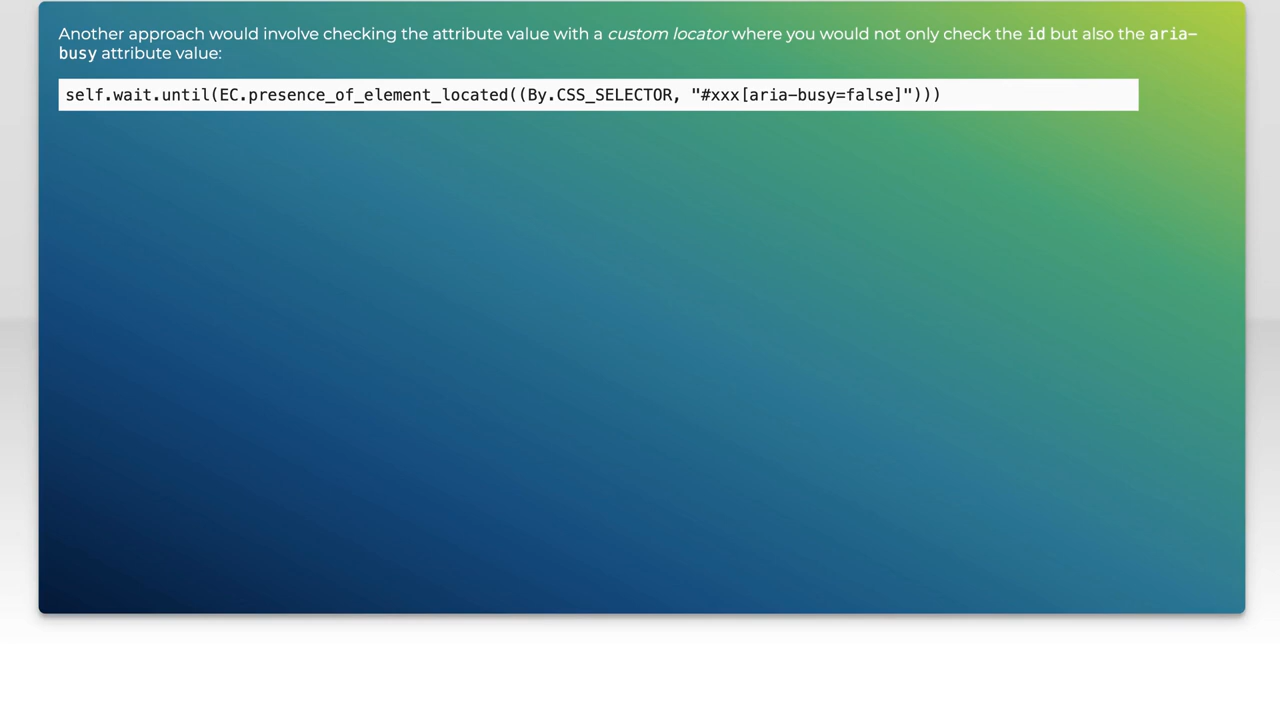 Another approach would involve checking the attribute value with a custom locator where you would not only check the id but also the aria-
busy attribute value:
self.wait.until(EC.presence_of_element_located((By.CSS_SELECTOR, "#xxx[aria-busy=false]")))